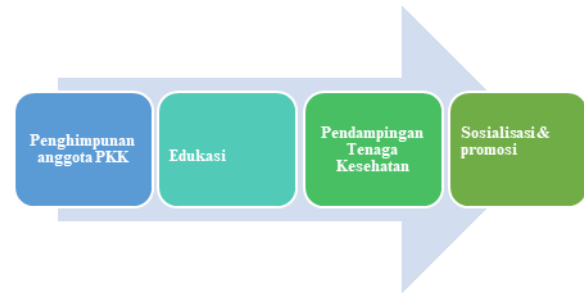 Penghimpunan
anggota PKK
Edukasi
Pendampingan
Tenaga
Kesehatan
Sosialisasi &
promosi